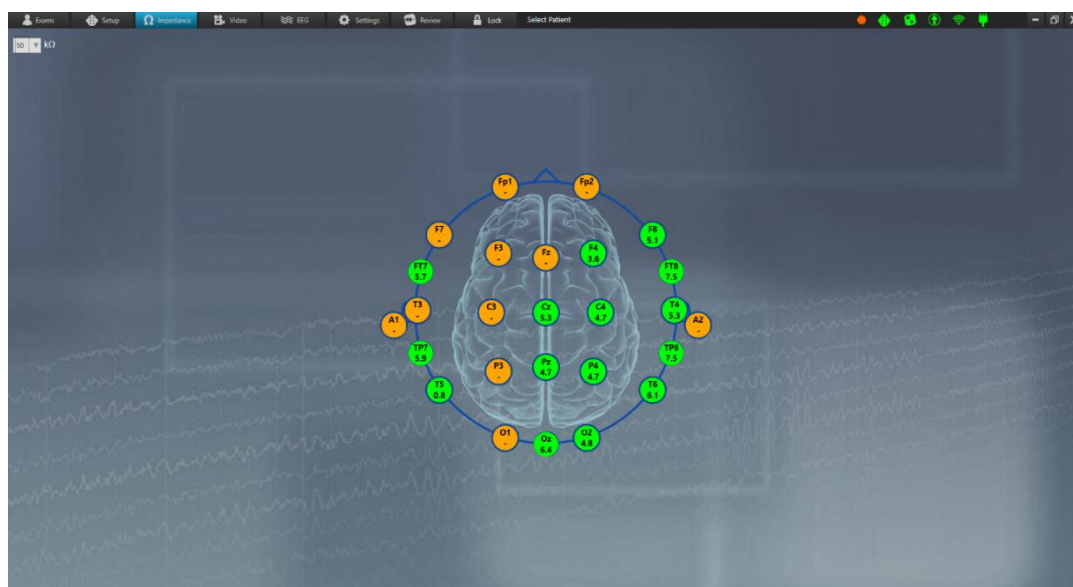 Exams Setup Impedance Video EEG Settings Review Lock Select Patient
50 kΩ
Fp1 - Fp2 -
F7 - F8 5.1
F3 - Fz - F4 3.6
FT7 5.7 FT8 7.5
A1 - T3 - C3 - Cz 5.3 C4 4.7 T4 5.3 A2 -
TP7 5.9 TP8 7.5
P3 - Pz 4.7 P4 4.7
T5 0.8 T6 6.1
O1 - Oz 6.4 O2 4.8